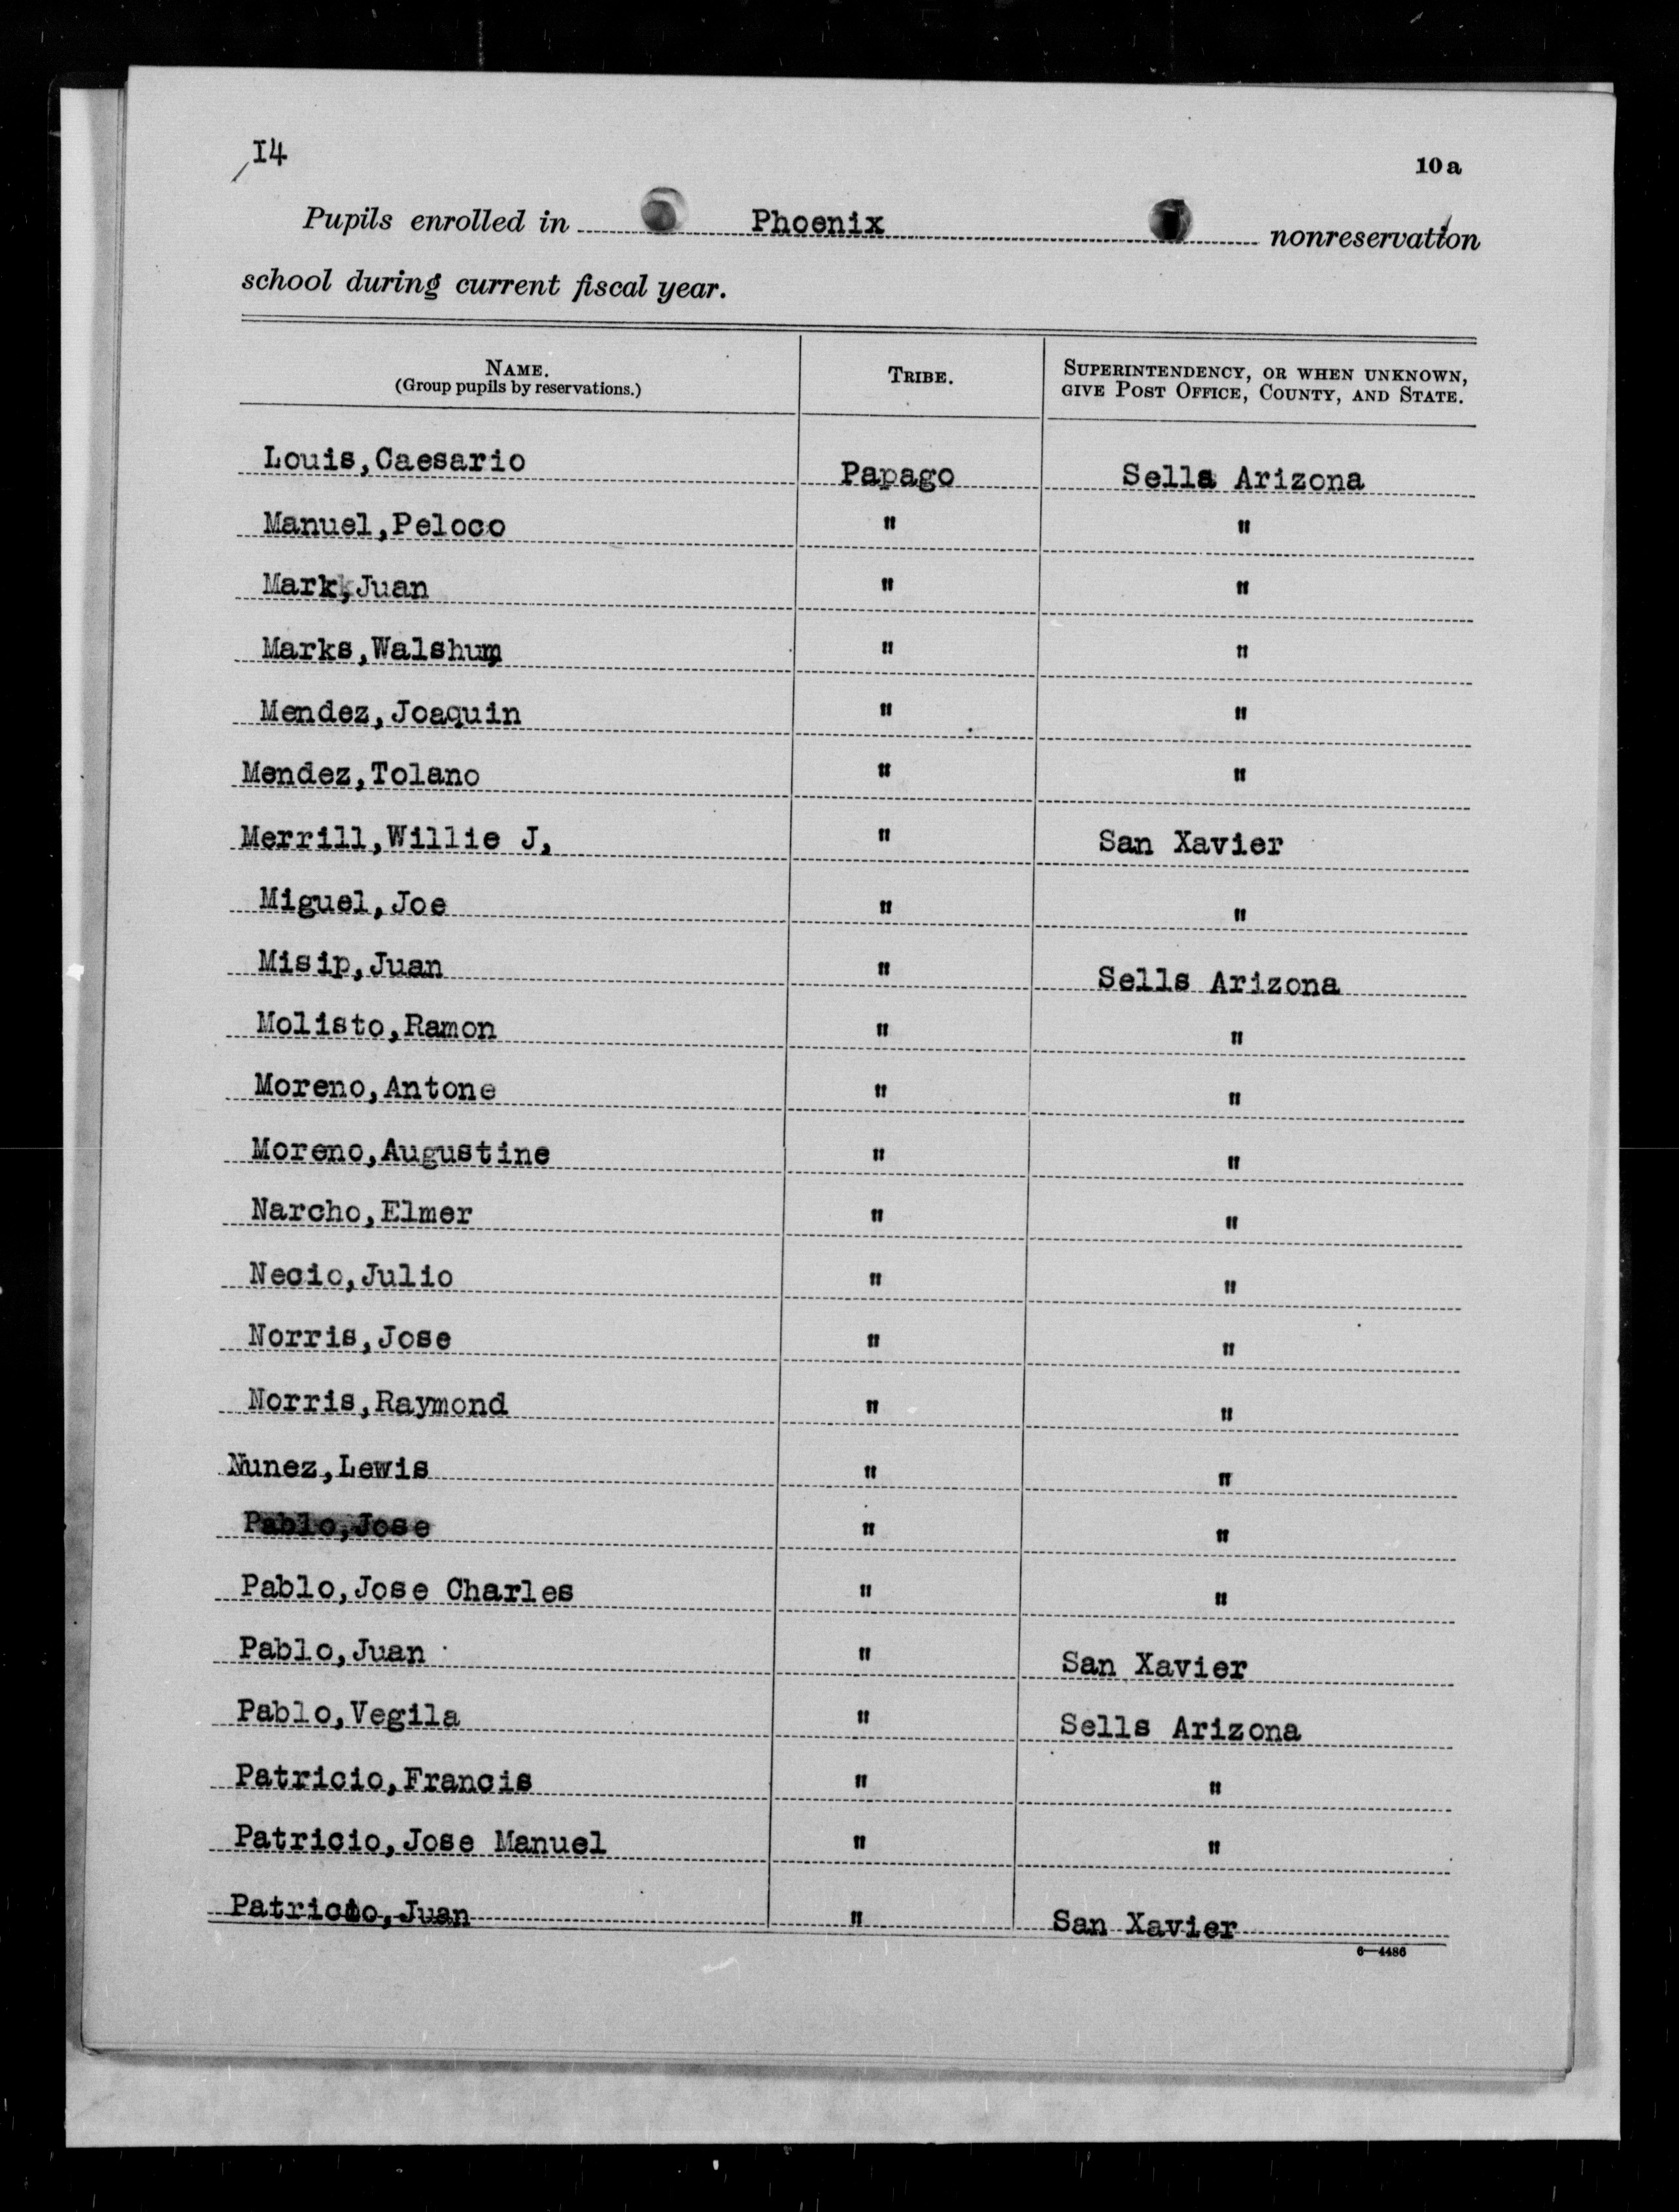 14
10a
Pupils enrolled in Phoenix nonreservation
school during current fiscal year.
NAME.
(Group pupils by reservations.)
TRIBE.
SUPERINTENDENCY, OR WHEN UNKNOWN,
GIVE POST OFFICE, COUNTY, AND STATE.
Louis,Caesario Papago Sells Arizona
Manuel,Peloco " "
Mark,Juan " "
Marks,Walshum " "
Mendez,Joaquin " "
Mendez,Tolano " "
Merrill,Willie J, " San Xavier
Miguel,Joe " "
Misip,Juan " Sells Arizona
Molisto,Ramon " "
Moreno,Antone " "
Moreno,Augustine " "
Narcho,Elmer " "
Necio,Julio " "
Norris,Jose " "
Norris,Raymond " "
Nunez,Lewis " "
Pablo,Jose " "
Pablo,Jose Charles " "
Pablo,Juan " San Xavier
Pablo,Vegila " Sells Arizona
Patricio,Francis " "
Patricio,Jose Manuel " "
Patricio,Juan " San Xavier
6—4486